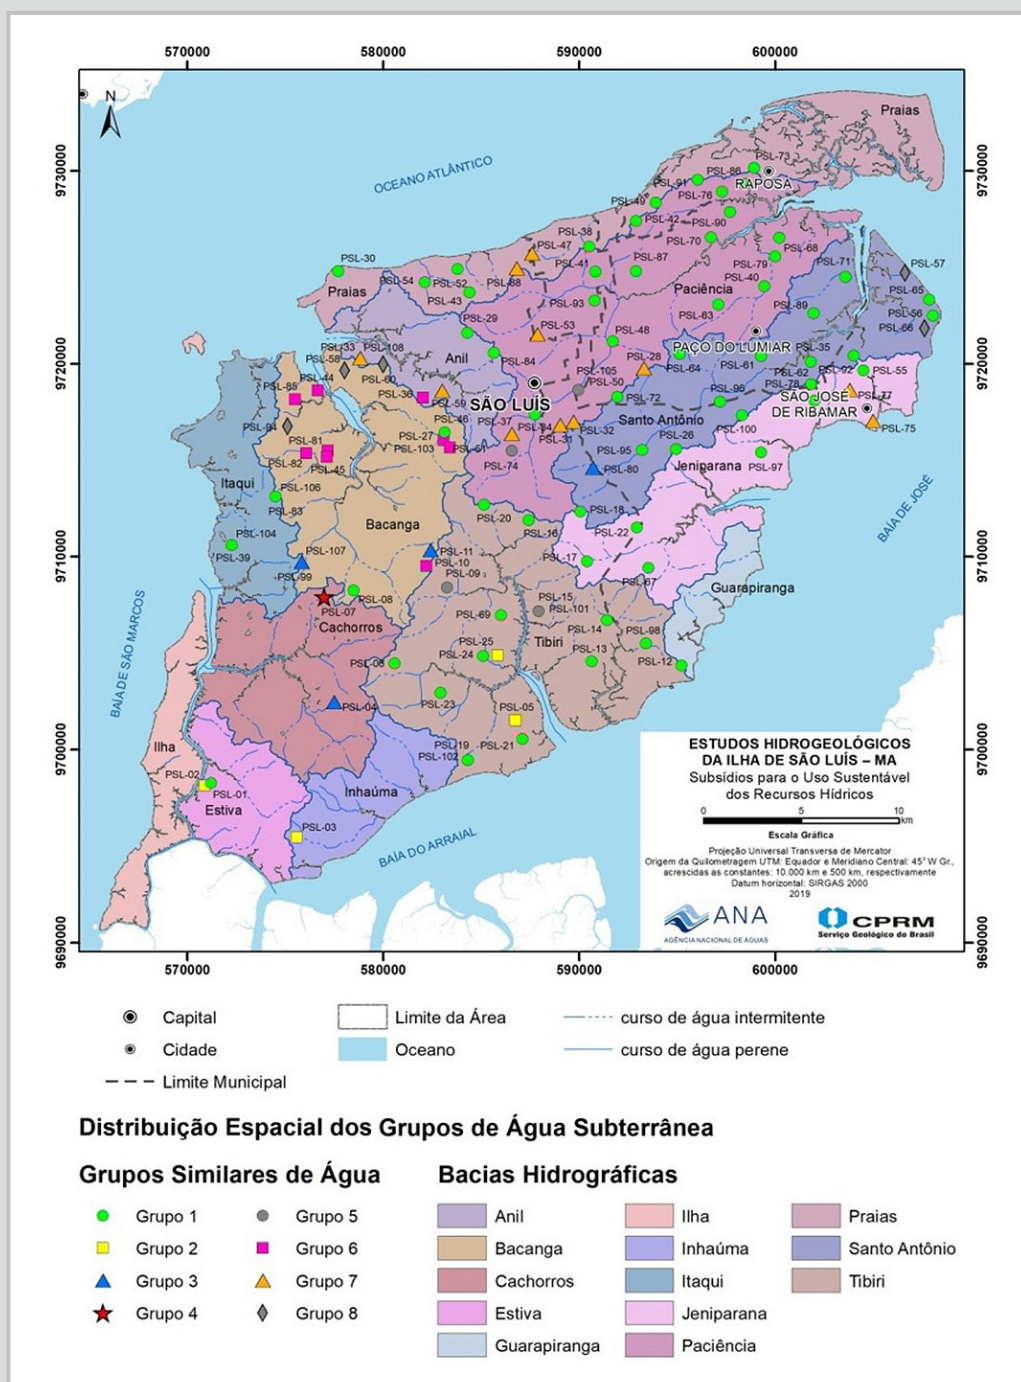 570000
580000
590000
600000
9730000
9720000
9710000
9700000
9690000
9730000
9720000
9710000
9700000
9690000
N
OCEANO ATLÂNTICO
Praias
PSL-73
PSL-86
PSL-91
RAPOSA
PSL-76
PSL-49
PSL-42
PSL-90
PSL-38
PSL-70
PSL-68
PSL-47
PSL-30
PSL-41
PSL-87
PSL-79
PSL-71
PSL-57
PSL-54
PSL-52
PSL-88
PSL-40
PSL-65
Praias
PSL-43
PSL-93
Paciência
PSL-63
PSL-89
PSL-56
PSL-29
PSL-53
PSL-48
PSL-66
PSL-33
PSL-108
PSL-58
Anil
PSL-84
PSL-28
PAÇO DO LUMIAR
PSL-35
PSL-61
PSL-64
PSL-105
PSL-50
PSL-62
PSL-92
PSL-55
PSL-85
PSL-44
PSL-60
PSL-36
PSL-59
SÃO LUÍS
PSL-96
PSL-78
SÃO JOSÉ
DE RIBAMAR
PSL-77
PSL-94
PSL-46
PSL-37
PSL-34
PSL-31
PSL-32
Santo Antônio
PSL-100
PSL-75
PSL-81
PSL-27
PSL-103
PSL-51
PSL-26
PSL-82
PSL-45
PSL-74
PSL-95
PSL-80
Jeniparana
PSL-97
Itaqui
PSL-106
PSL-83
Bacanga
PSL-20
PSL-16
PSL-18
PSL-22
BAÍA DE JOSÉ
PSL-104
PSL-39
PSL-107
PSL-11
PSL-10
PSL-09
PSL-17
PSL-99
PSL-67
Guarapiranga
PSL-08
PSL-07
Cachorros
PSL-15
PSL-101
PSL-69
PSL-14
PSL-98
PSL-25
PSL-24
Tibiri
PSL-13
PSL-12
PSL-06
BAÍA DE SÃO MARCOS
PSL-04
PSL-23
PSL-05
Ilha
PSL-19
PSL-102
PSL-21
PSL-02
PSL-01
Estiva
Inhaúma
PSL-03
BAÍA DO ARRAIAL
ESTUDOS HIDROGEOLÓGICOS
DA ILHA DE SÃO LUÍS – MA
Subsídios para o Uso Sustentável
dos Recursos Hídricos
0 5 10
km
Escala Gráfica
Projeção Universal Transversa de Mercator
Origem da Quilometragem UTM: Equador e Meridiano Central: 45° W Gr.,
acrescidas as constantes: 10.000 km e 500 km, respectivamente
Datum horizontal: SIRGAS 2000
2019
ANA
AGÊNCIA NACIONAL DE ÁGUAS
CPRM
Serviço Geológico do Brasil
570000
580000
590000
600000
Capital
Limite da Área
curso de água intermitente
Cidade
Oceano
curso de água perene
Limite Municipal
Distribuição Espacial dos Grupos de Água Subterrânea
Grupos Similares de Água
Bacias Hidrográficas
Grupo 1
Grupo 5
Anil
Ilha
Praias
Grupo 2
Grupo 6
Bacanga
Inhaúma
Santo Antônio
Grupo 3
Grupo 7
Cachorros
Itaqui
Tibiri
Grupo 4
Grupo 8
Estiva
Jeniparana
Guarapiranga
Paciência